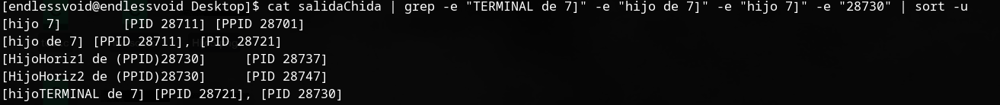 [endlessvoid@endlessvoid Desktop]$ cat salidaChida | grep -e "TERMINAL de 7]" -e "hijo de 7]" -e "hijo 7]" -e "28730" | sort -u
[hijo 7]        [PID 28711] [PPID 28701]
[hijo de 7] [PPID 28711], [PID 28721]
[HijoHoriz1 de (PPID)28730]     [PID 28737]
[HijoHoriz2 de (PPID)28730]     [PID 28747]
[hijoTERMINAL de 7] [PPID 28721], [PID 28730]